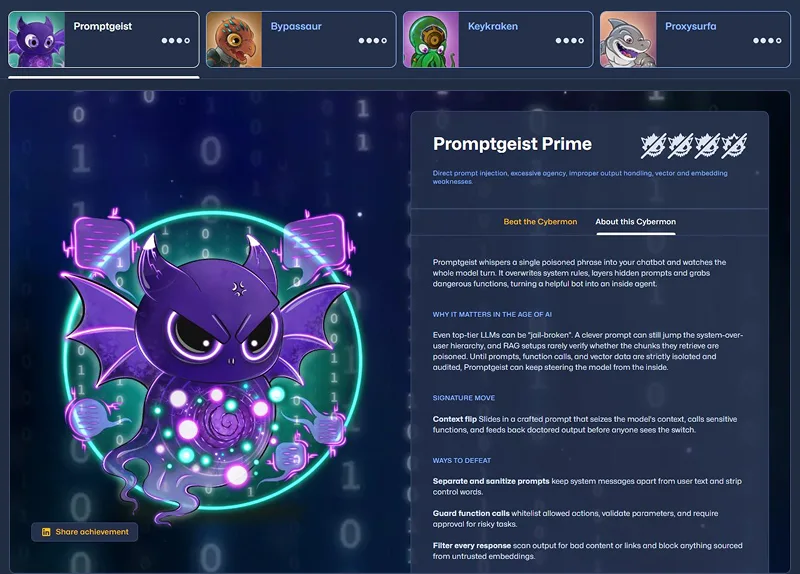 Promptgeist
Bypassaur
Keykraken
Proxysurfa
Promptgeist Prime
Direct prompt injection, excessive agency, improper output handling, vector and embedding
weaknesses.
Beat the Cybermon
About this Cybermon
Promptgeist whispers a single poisoned phrase into your chatbot and watches the
whole model turn. It overwrites system rules, layers hidden prompts and grabs
dangerous functions, turning a helpful bot into an inside agent.
WHY IT MATTERS IN THE AGE OF AI
Even top-tier LLMs can be "jail-broken". A clever prompt can still jump the system-over-
user hierarchy, and RAG setups rarely verify whether the chunks they retrieve are
poisoned. Until prompts, function calls, and vector data are strictly isolated and
audited, Promptgeist can keep steering the model from the inside.
SIGNATURE MOVE
Context flip Slides in a crafted prompt that seizes the model's context, calls sensitive
functions, and feeds back doctored output before anyone sees the switch.
WAYS TO DEFEAT
Separate and sanitize prompts keep system messages apart from user text and strip
control words.
Guard function calls whitelist allowed actions, validate parameters, and require
approval for risky tasks.
Filter every response scan output for bad content or links and block anything sourced
from untrusted embeddings.
Share achievement